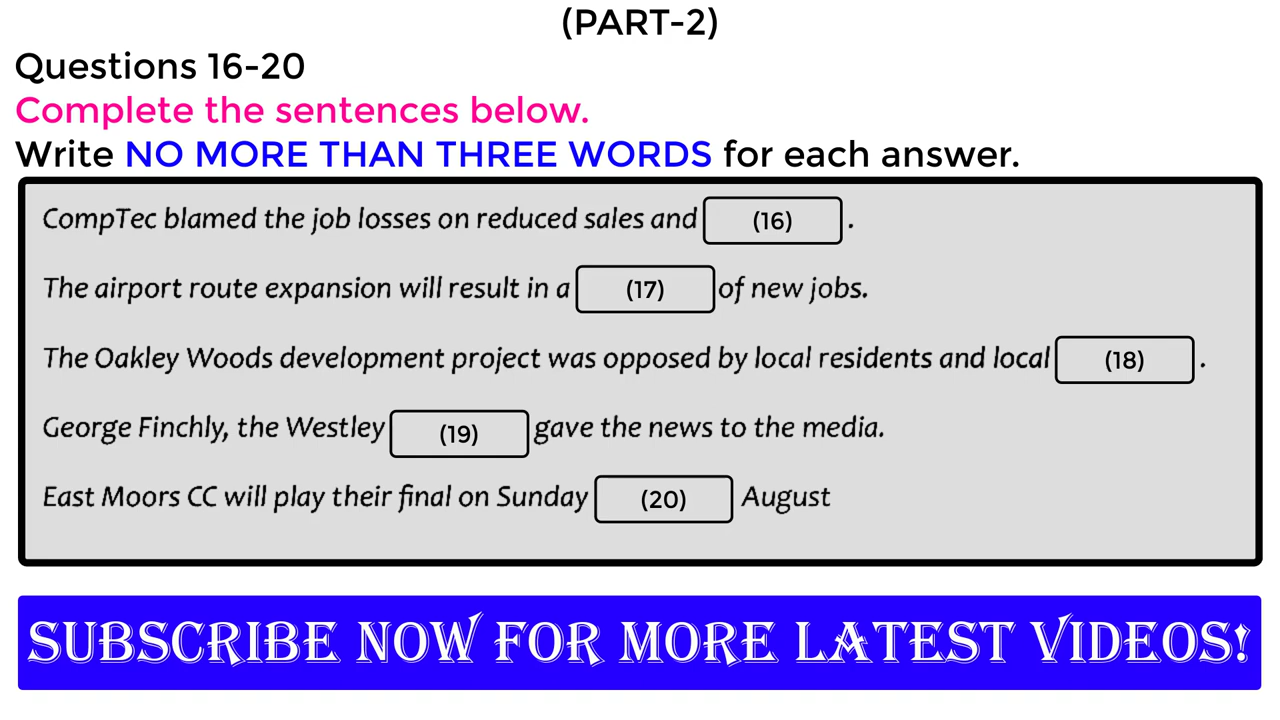 (PART-2)
Questions 16-20
Complete the sentences below.
Write NO MORE THAN THREE WORDS for each answer.
CompTec blamed the job losses on reduced sales and (16) .
The airport route expansion will result in a (17) of new jobs.
The Oakley Woods development project was opposed by local residents and local (18) .
George Finchly, the Westley (19) gave the news to the media.
East Moors CC will play their final on Sunday (20) August
SUBSCRIBE NOW FOR MORE LATEST VIDEOS!